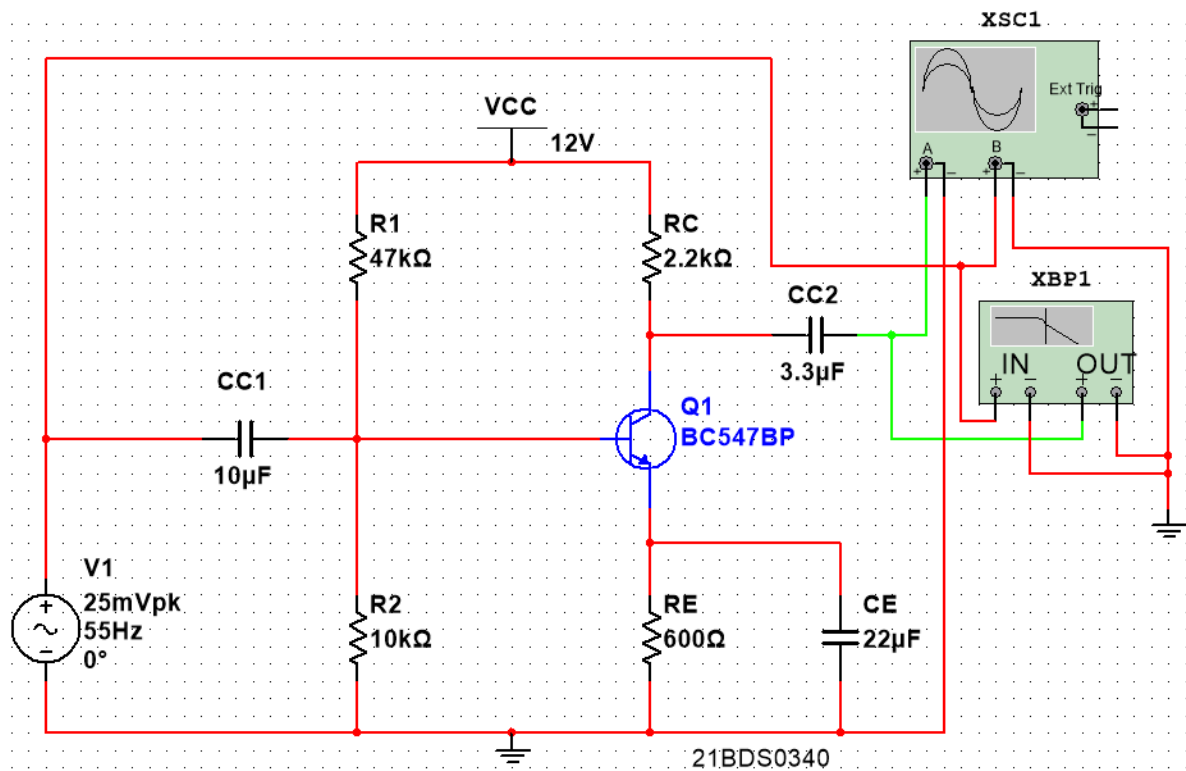 XSC1
Ext Trig
+
−
A
B
+ − + −
VCC
12V
R1
47kΩ
RC
2.2kΩ
CC2
3.3µF
XBP1
IN OUT
+ − + −
CC1
10µF
Q1
BC547BP
V1
25mVpk
55Hz
0°
R2
10kΩ
RE
600Ω
CE
22µF
21BDS0340